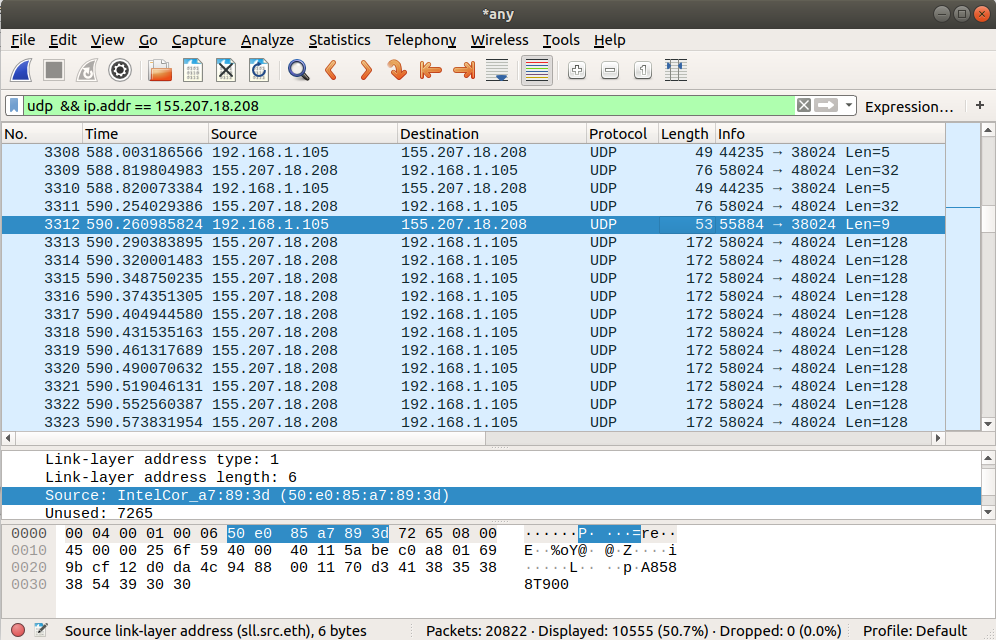 *any
File Edit View Go Capture Analyze Statistics Telephony Wireless Tools Help
udp && ip.addr == 155.207.18.208 Expression… +
No. Time Source Destination Protocol Length Info
3308 588.003186566 192.168.1.105 155.207.18.208 UDP 49 44235 → 38024 Len=5
3309 588.819804983 155.207.18.208 192.168.1.105 UDP 76 58024 → 48024 Len=32
3310 588.820073384 192.168.1.105 155.207.18.208 UDP 49 44235 → 38024 Len=5
3311 590.254029386 155.207.18.208 192.168.1.105 UDP 76 58024 → 48024 Len=32
3312 590.260985824 192.168.1.105 155.207.18.208 UDP 53 55884 → 38024 Len=9
3313 590.290383895 155.207.18.208 192.168.1.105 UDP 172 58024 → 48024 Len=128
3314 590.320001483 155.207.18.208 192.168.1.105 UDP 172 58024 → 48024 Len=128
3315 590.348750235 155.207.18.208 192.168.1.105 UDP 172 58024 → 48024 Len=128
3316 590.374351305 155.207.18.208 192.168.1.105 UDP 172 58024 → 48024 Len=128
3317 590.404944580 155.207.18.208 192.168.1.105 UDP 172 58024 → 48024 Len=128
3318 590.431535163 155.207.18.208 192.168.1.105 UDP 172 58024 → 48024 Len=128
3319 590.461317689 155.207.18.208 192.168.1.105 UDP 172 58024 → 48024 Len=128
3320 590.490070632 155.207.18.208 192.168.1.105 UDP 172 58024 → 48024 Len=128
3321 590.519046131 155.207.18.208 192.168.1.105 UDP 172 58024 → 48024 Len=128
3322 590.552560387 155.207.18.208 192.168.1.105 UDP 172 58024 → 48024 Len=128
3323 590.573831954 155.207.18.208 192.168.1.105 UDP 172 58024 → 48024 Len=128
Link-layer address type: 1
Link-layer address length: 6
Source: IntelCor_a7:89:3d (50:e0:85:a7:89:3d)
Unused: 7265
0000 00 04 00 01 00 06 50 e0 85 a7 89 3d 72 65 08 00 ······P· ···=re··
0010 45 00 00 25 6f 59 40 00 40 11 5a be c0 a8 01 69 E··%oY@· @·Z····i
0020 9b cf 12 d0 da 4c 94 88 00 11 70 d3 41 38 35 38 ·····L·· ··p·A858
0030 38 54 39 30 30 8T900
Source link-layer address (sll.src.eth), 6 bytes Packets: 20822 · Displayed: 10555 (50.7%) · Dropped: 0 (0.0%) Profile: Default